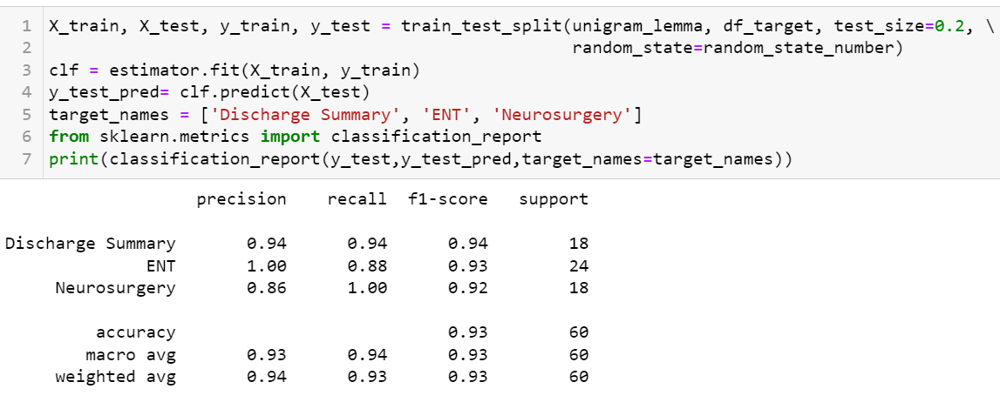 1 X_train, X_test, y_train, y_test = train_test_split(unigram_lemma, df_target, test_size=0.2, \
2 random_state=random_state_number)
3 clf = estimator.fit(X_train, y_train)
4 y_test_pred= clf.predict(X_test)
5 target_names = ['Discharge Summary', 'ENT', 'Neurosurgery']
6 from sklearn.metrics import classification_report
7 print(classification_report(y_test,y_test_pred,target_names=target_names))
precision recall f1-score support
Discharge Summary 0.94 0.94 0.94 18
ENT 1.00 0.88 0.93 24
Neurosurgery 0.86 1.00 0.92 18
accuracy 0.93 60
macro avg 0.93 0.94 0.93 60
weighted avg 0.94 0.93 0.93 60